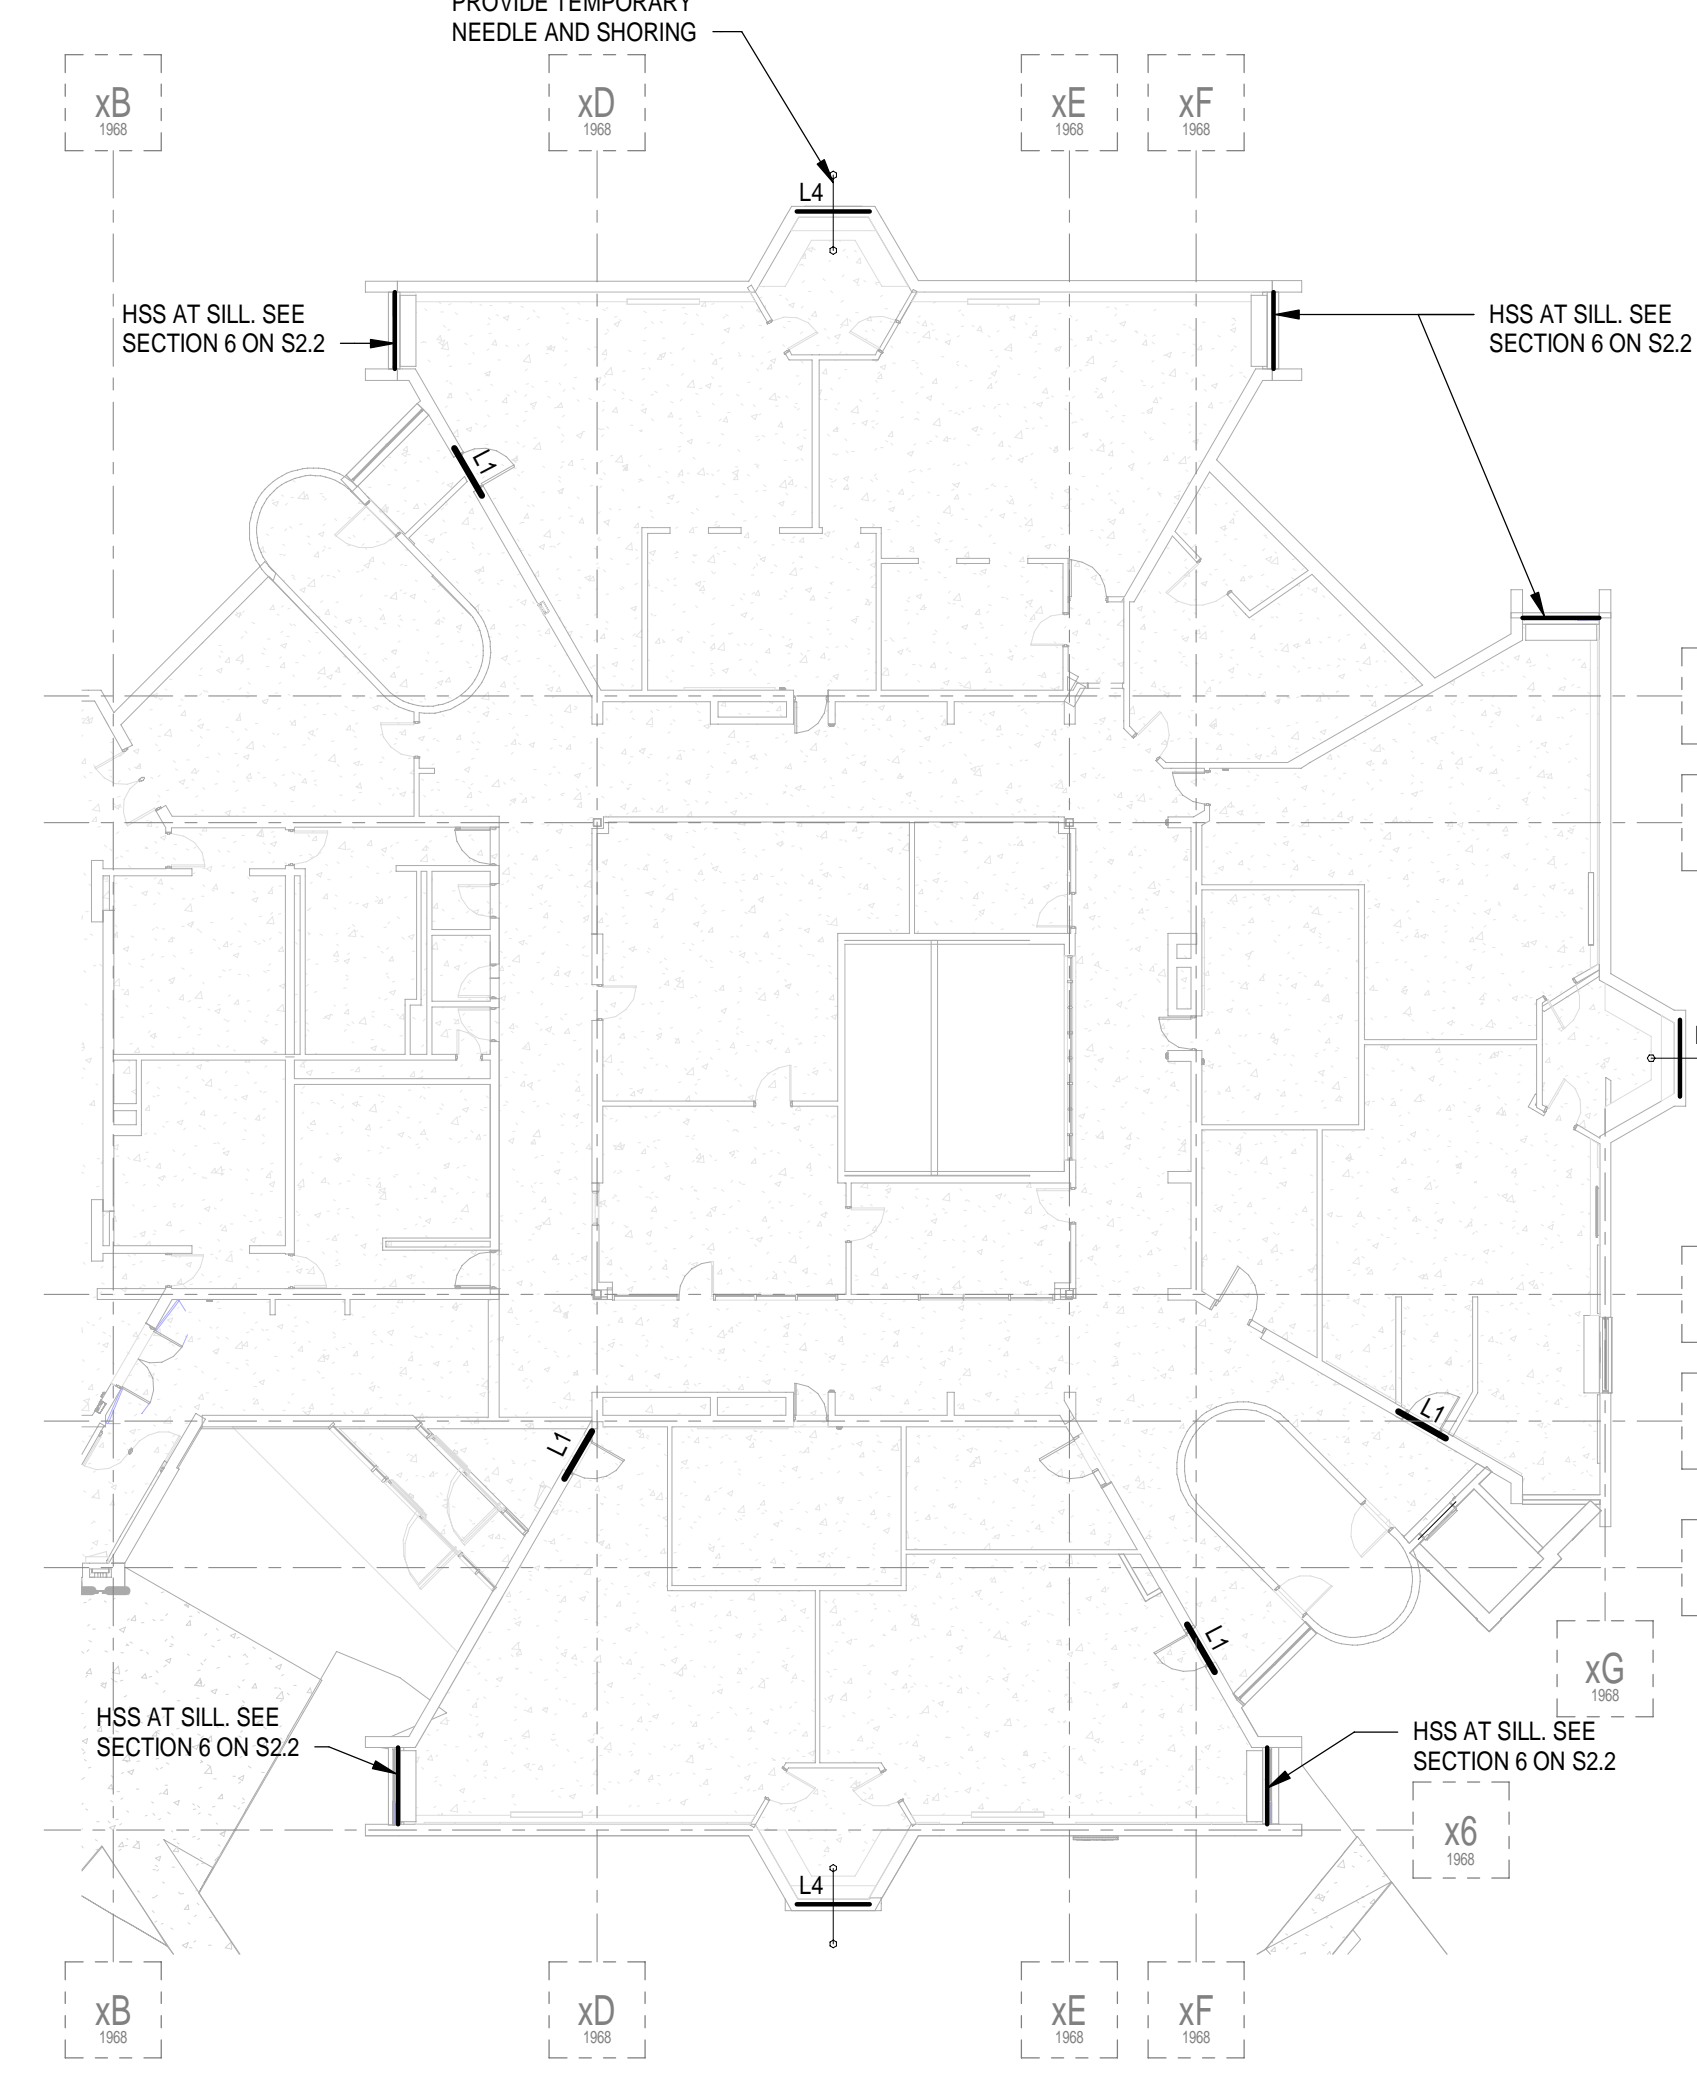 PROVIDE TEMPORARY
NEEDLE AND SHORING
xB
1968
xD
1968
xE
1968
xF
1968
L4
HSS AT SILL. SEE
SECTION 6 ON S2.2
HSS AT SILL. SEE
SECTION 6 ON S2.2
L1
L1
L1
L1
xG
1968
HSS AT SILL. SEE
SECTION 6 ON S2.2
HSS AT SILL. SEE
SECTION 6 ON S2.2
x6
1968
L4
xB
1968
xD
1968
xE
1968
xF
1968